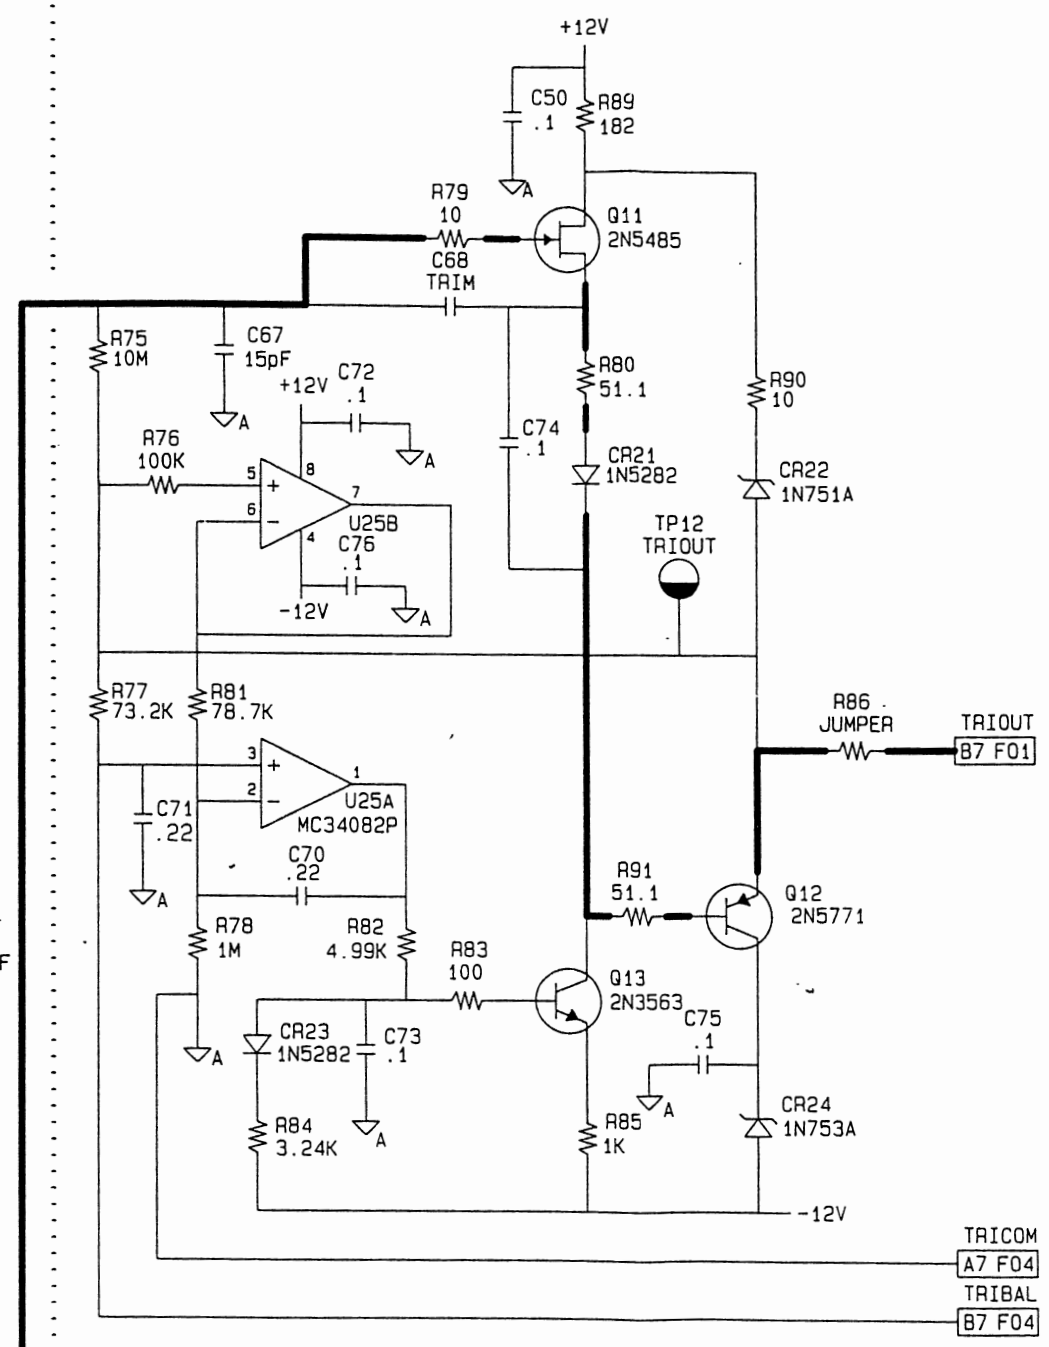 +12V
C50
.1
R89
182
A
R79
10
Q11
2N5485
C68
TRIM
R75
10M
C67
15pF
A
+12V
C72
.1
A
R80
51.1
R90
10
R76
100K
5
+
6
-
8
7
4
U25B
C74
.1
CR21
1N5282
CR22
1N751A
C76
.1
-12V
A
TP12
TRIOUT
R77
73.2K
R81
78.7K
R86
JUMPER
TRIOUT
B7 F01
3
+
2
-
1
U25A
MC34082P
C71
.22
A
C70
.22
R91
51.1
Q12
2N5771
R78
1M
R82
4.99K
R83
100
F
Q13
2N3563
A
CR23
1N5282
C73
.1
A
C75
.1
A
R84
3.24K
R85
1K
CR24
1N753A
-12V
TRICOM
A7 F04
TRIBAL
B7 F04